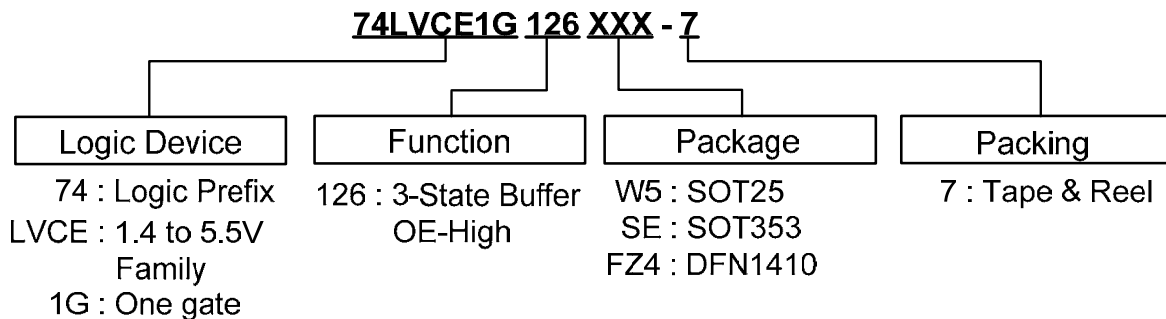 74LVCE1G 126 XXX - 7
Logic Device
74 : Logic Prefix
LVCE : 1.4 to 5.5V
Family
1G : One gate
Function
126 : 3-State Buffer
OE-High
Package
W5 : SOT25
SE : SOT353
FZ4 : DFN1410
Packing
7 : Tape & Reel